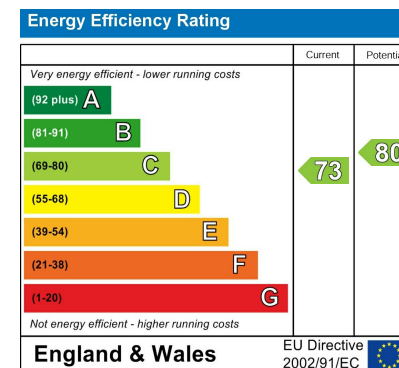 Energy Efficiency Rating
Current Potentia
Very energy efficient - lower running costs
(92 plus) A
(81-91) B
(69-80) C
(55-68) D
(39-54) E
(21-38) F
(1-20) G
73
80
Not energy efficient - higher running costs
England & Wales
EU Directive
2002/91/EC